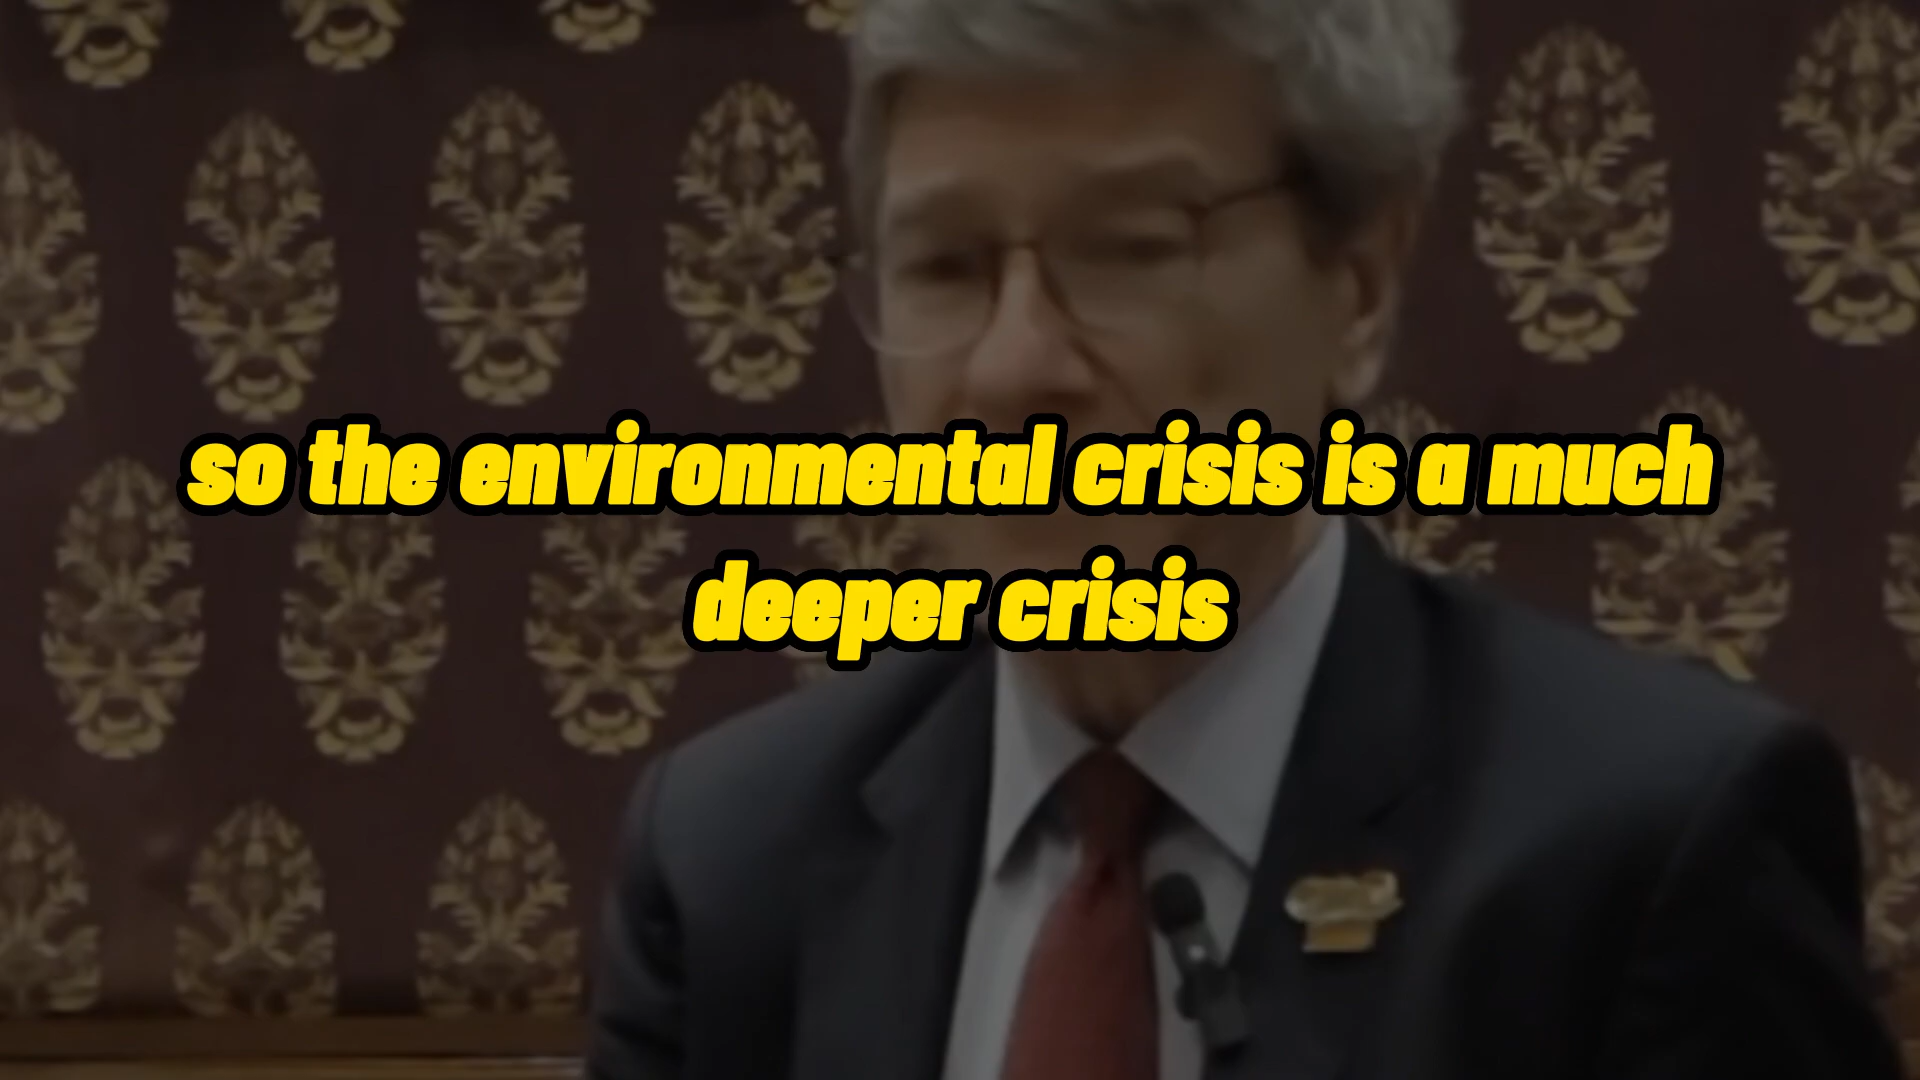 so the environmental crisis is a much
deeper crisis